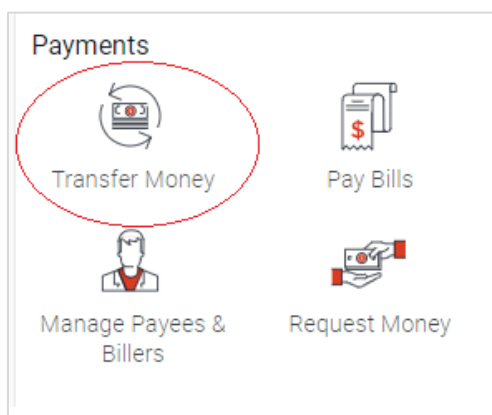 Payments
Transfer Money
Pay Bills
Manage Payees &
Billers
Request Money